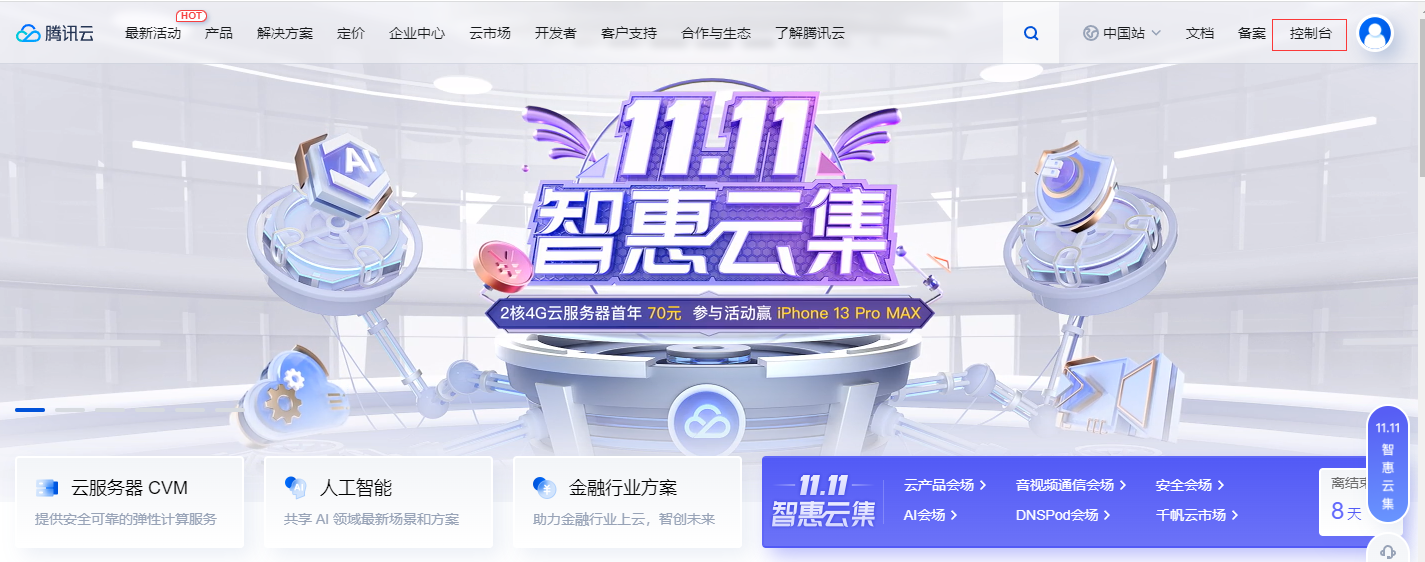 腾讯云 最新活动 HOT 产品 解决方案 定价 企业中心 云市场 开发者 客户支持 合作与生态 了解腾讯云 中国站 文档 备案 控制台
AI
11.11
智惠云集
2核4G云服务器首年 70元 参与活动赢 iPhone 13 Pro MAX
云服务器 CVM
提供安全可靠的弹性计算服务
AI
人工智能
共享 AI 领域最新场景和方案
¥
金融行业方案
助力金融行业上云，智创未来
11.11
智惠云集
云产品会场 音视频通信会场 安全会场
AI会场 DNSPod会场 千帆云市场
离结束
8 天
11.11
智
惠
云
集